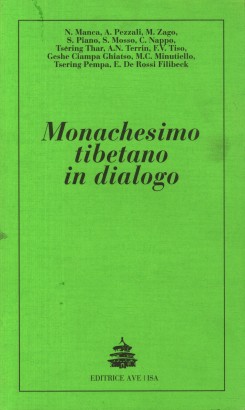 N. Manca, A. Pezzali, M. Zago,
S. Piano, S. Mosso, C. Nappo,
Tsering Thar, A.N. Terrin, F.V. Tiso,
Geshe Ciampa Ghiatso, M.C. Minutiello,
Tsering Pempa, E. De Rossi Filibeck
Monachesimo
tibetano
in dialogo
EDITRICE AVE | ISA